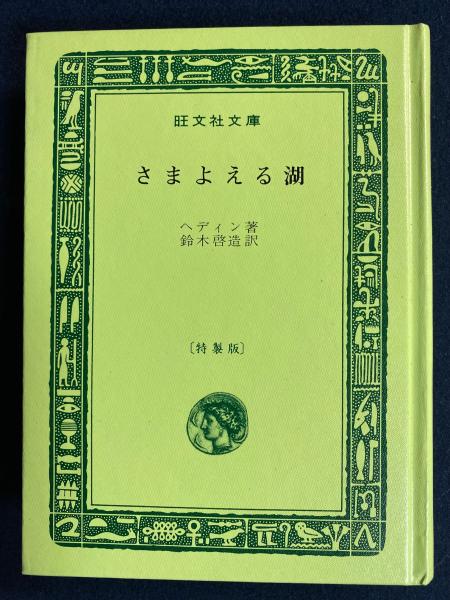 旺文社文庫
さまよえる湖
ヘディン著
鈴木啓造訳
〔特製版〕